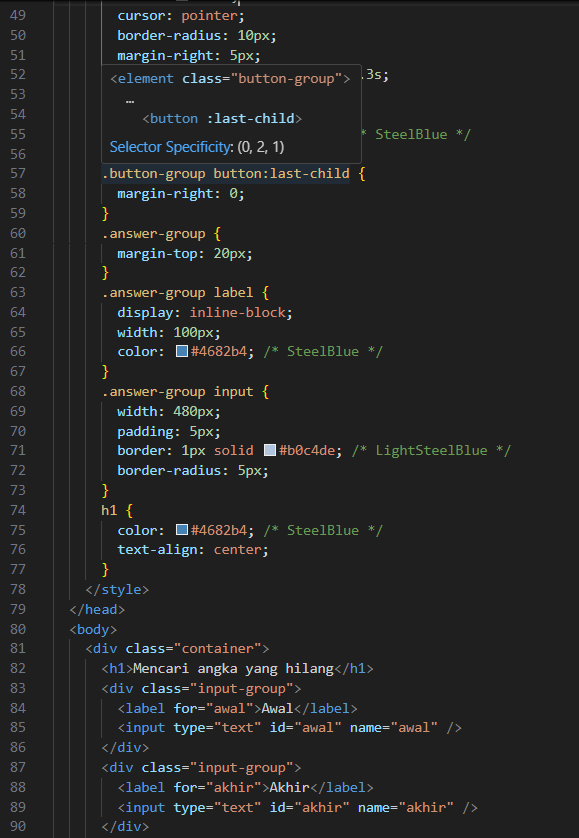 49 cursor: pointer;
50 border-radius: 10px;
51 margin-right: 5px;
<element class="button-group">
52 .3s;
53 …
54 <button :last-child>
55 * SteelBlue */
56 Selector Specificity: (0, 2, 1)
57 .button-group button:last-child {
58 margin-right: 0;
59 }
60 .answer-group {
61 margin-top: 20px;
62 }
63 .answer-group label {
64 display: inline-block;
65 width: 100px;
66 color: #4682b4; /* SteelBlue */
67 }
68 .answer-group input {
69 width: 480px;
70 padding: 5px;
71 border: 1px solid #b0c4de; /* LightSteelBlue */
72 border-radius: 5px;
73 }
74 h1 {
75 color: #4682b4; /* SteelBlue */
76 text-align: center;
77 }
78 </style>
79 </head>
80 <body>
81 <div class="container">
82 <h1>Mencari angka yang hilang</h1>
83 <div class="input-group">
84 <label for="awal">Awal</label>
85 <input type="text" id="awal" name="awal" />
86 </div>
87 <div class="input-group">
88 <label for="akhir">Akhir</label>
89 <input type="text" id="akhir" name="akhir" />
90 </div>